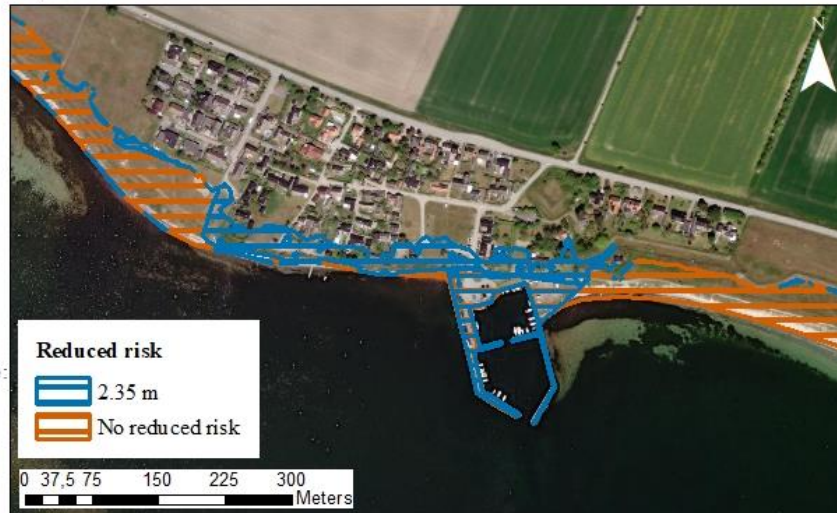 N
Reduced risk
2.35 m
No reduced risk
0 37,5 75 150 225 300
Meters